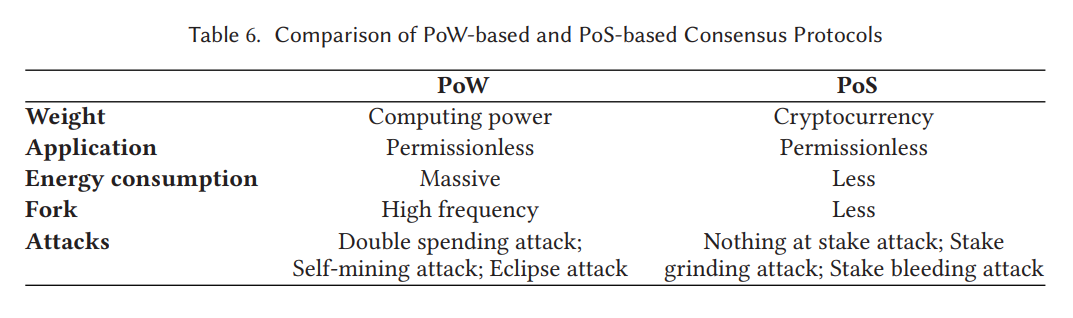 Table 6. Comparison of PoW-based and PoS-based Consensus Protocols
PoW PoS
Weight Computing power Cryptocurrency
Application Permissionless Permissionless
Energy consumption Massive Less
Fork High frequency Less
Attacks Double spending attack; Nothing at stake attack; Stake
Self-mining attack; Eclipse attack grinding attack; Stake bleeding attack